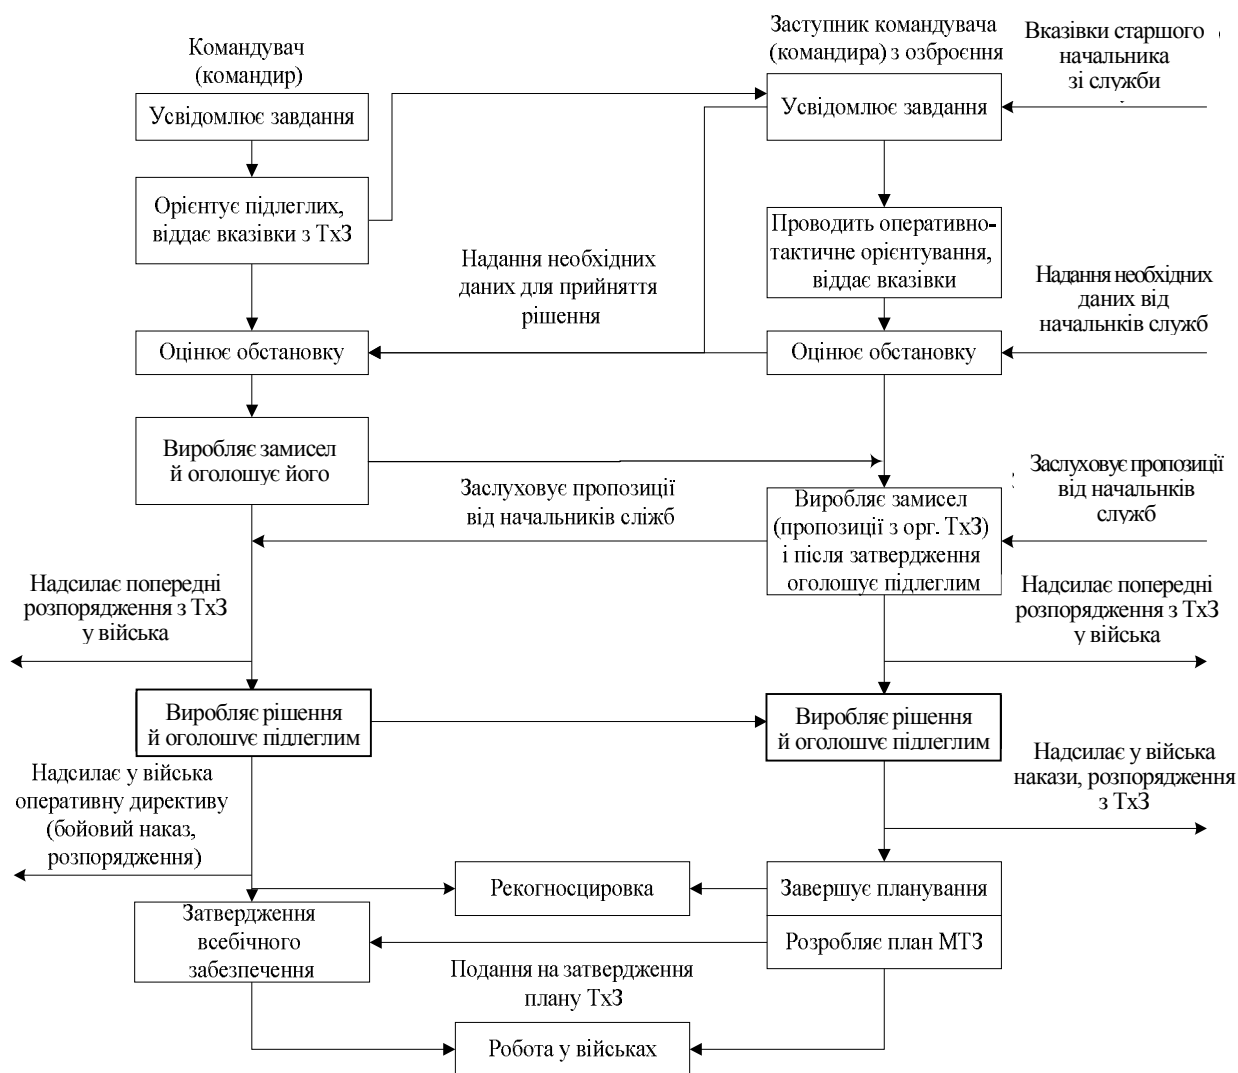 Командувач
(командир)
Заступник командувача
(командира) з озброєння
Вказівки старшого
начальника
зі служби
Усвідомлює завдання
Усвідомлює завдання
Орієнтує підлеглих,
віддає вказівки з ТхЗ
Проводить оперативно-
тактичне орієнтування,
віддає вказівки
Надання необхідних
даних для прийняття
рішення
Надання необхідних
даних від
начальнків служб
Оцінює обстановку
Оцінює обстановку
Виробляє замисел
й оголошує його
Заслуховує пропозиції
від начальників сліжб
Виробляє замисел
(пропозиції з орг. ТхЗ)
і після затвердження
оголошує підлеглим
Заслуховує пропозиції
від начальнків
служб
Надсилає попередні
розпорядження з ТхЗ
у війська
Надсилає попередні
розпорядження з ТхЗ
у війська
Виробляє рішення
й оголошує підлеглим
Виробляє рішення
й оголошує підлеглим
Надсилає у війська
оперативну директиву
(бойовий наказ,
розпорядження)
Надсилає у війська
накази, розпорядження
з ТхЗ
Рекогносцировка
Завершує планування
Затвердження
всебічного
забезпечення
Розробляє план МТЗ
Подання на затвердження
плану ТхЗ
Робота у військах